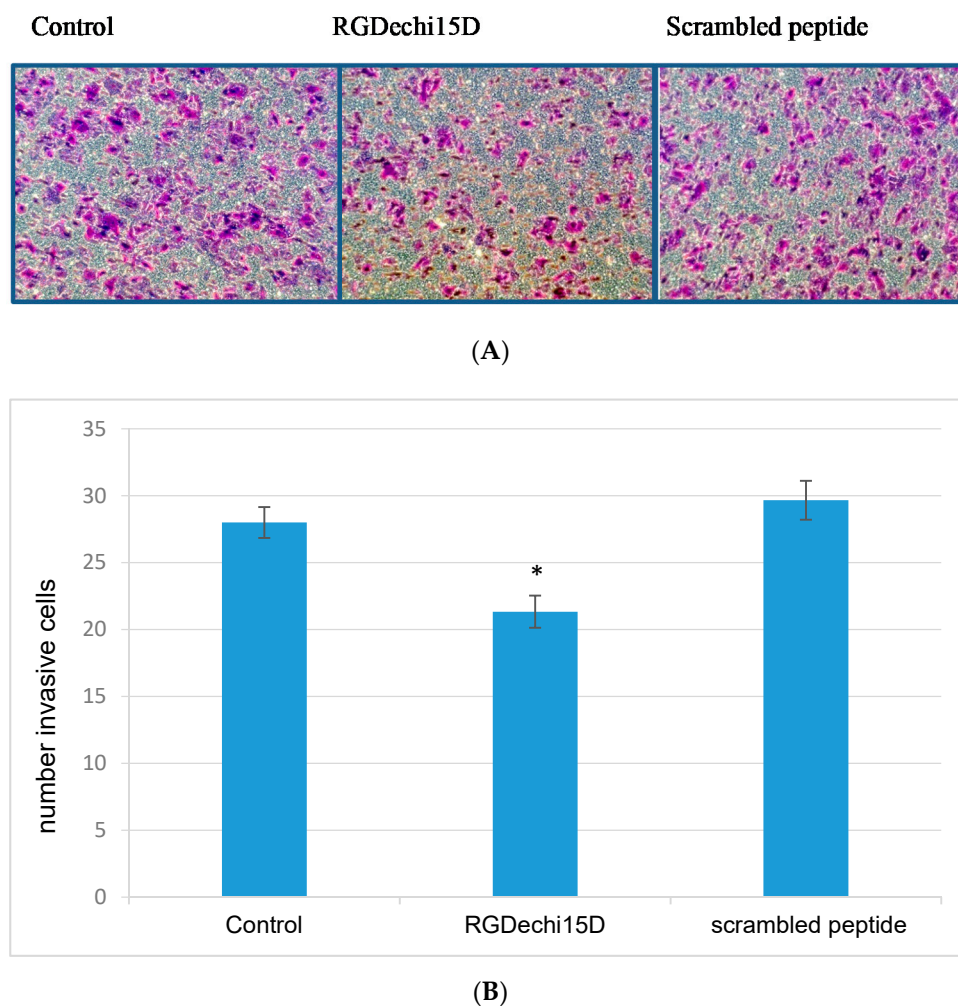 Control RGDechi15D Scrambled peptide
(A)
35
30
25
20
15
10
5
0
number invasive cells
*
Control RGDechi15D scrambled peptide
(B)